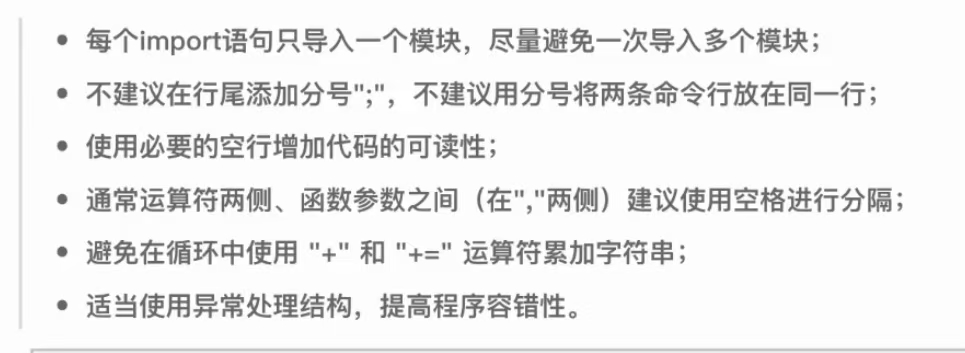 每个import语句只导入一个模块，尽量避免一次导入多个模块；
不建议在行尾添加分号";"，不建议用分号将两条命令行放在同一行；
使用必要的空行增加代码的可读性；
通常运算符两侧、函数参数之间（在","两侧）建议使用空格进行分隔；
避免在循环中使用 "+" 和 "+=" 运算符累加字符串；
适当使用异常处理结构，提高程序容错性。